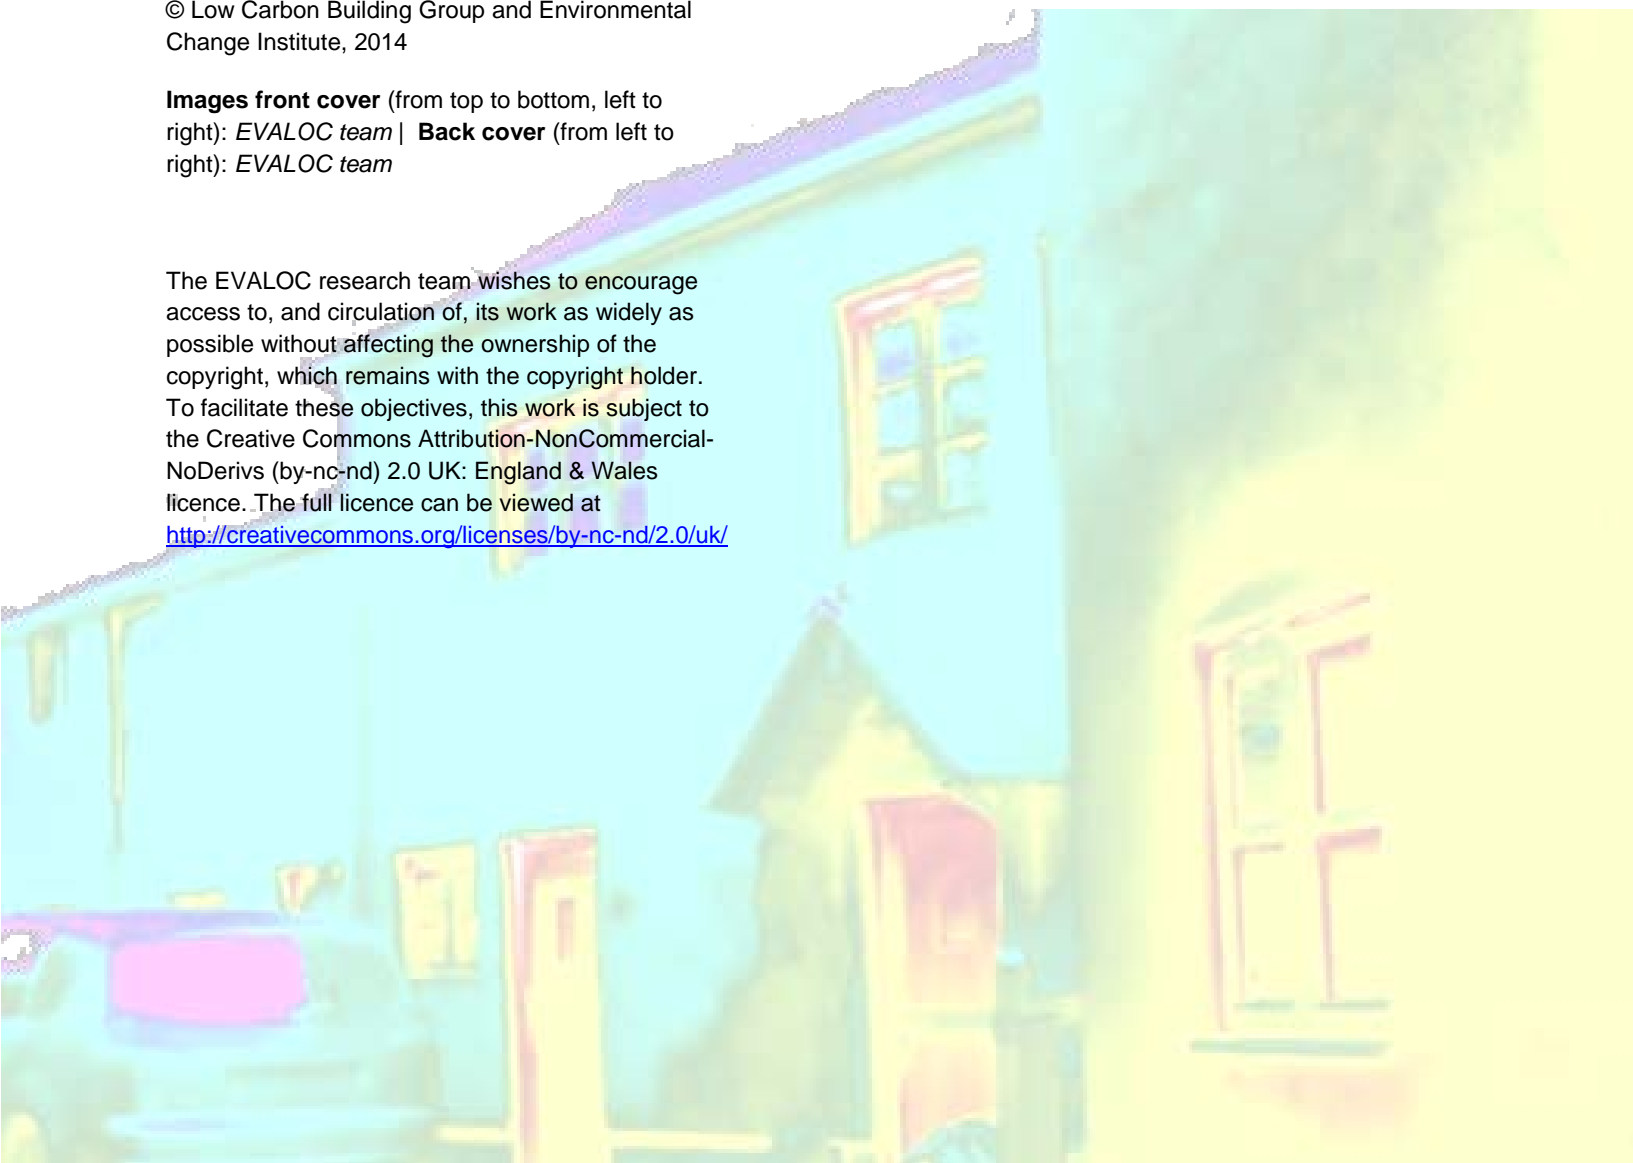 © Low Carbon Building Group and Environmental
Change Institute, 2014
Images front cover (from top to bottom, left to
right): EVALOC team | Back cover (from left to
right): EVALOC team
The EVALOC research team wishes to encourage
access to, and circulation of, its work as widely as
possible without affecting the ownership of the
copyright, which remains with the copyright holder.
To facilitate these objectives, this work is subject to
the Creative Commons Attribution-NonCommercial-
NoDerivs (by-nc-nd) 2.0 UK: England & Wales
licence. The full licence can be viewed at
http://creativecommons.org/licenses/by-nc-nd/2.0/uk/